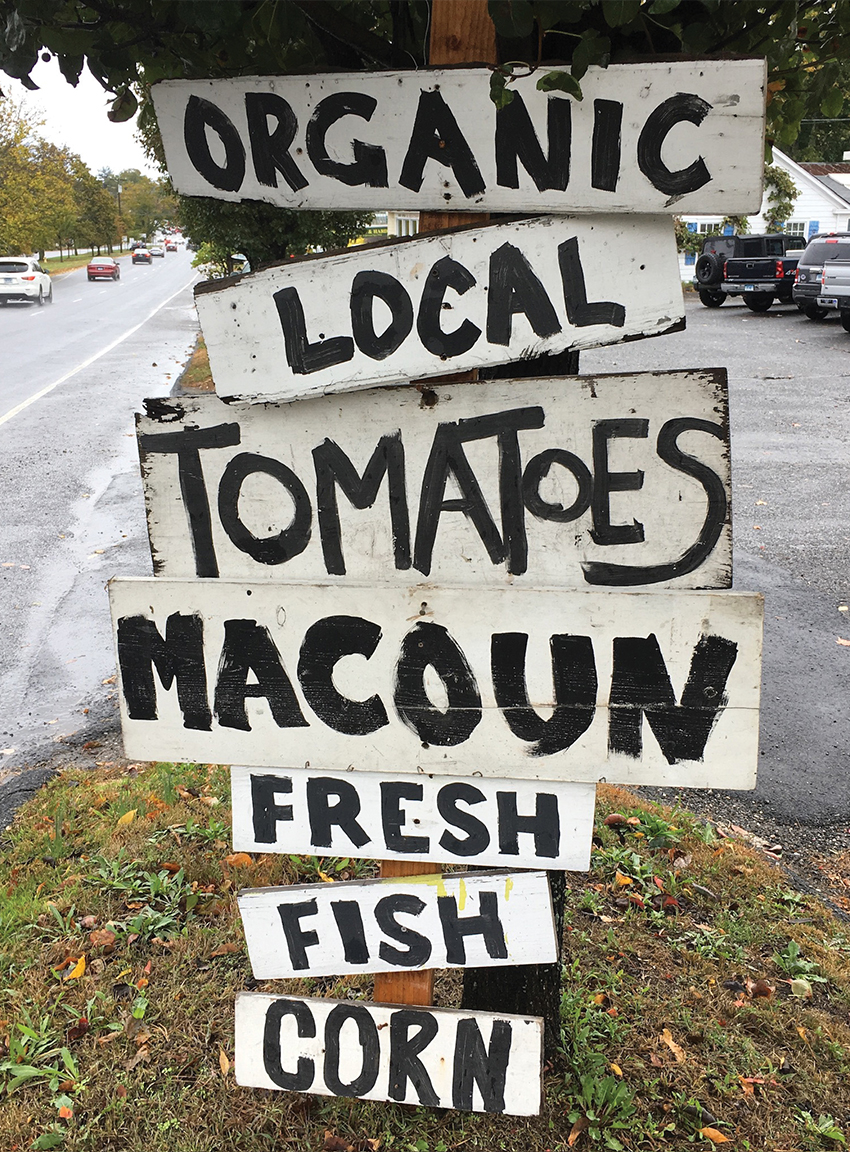 ORGANIC
LOCAL
TOMATOES
MACOUN
FRESH
FISH
CORN